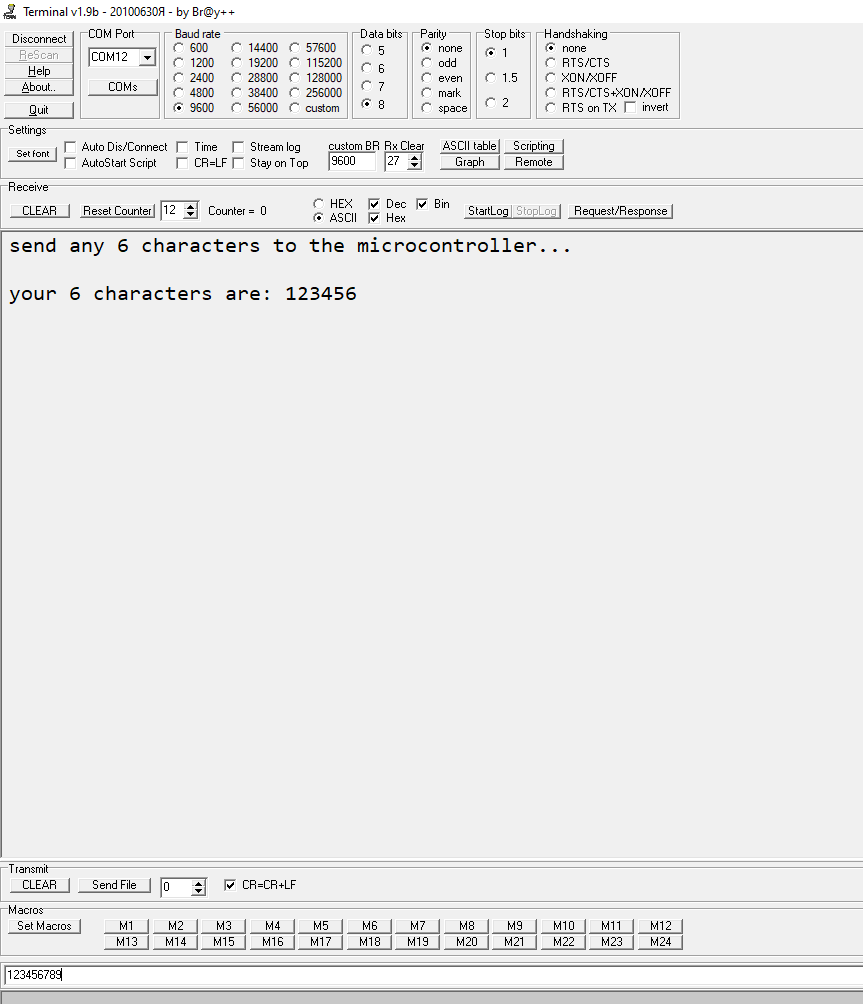 Terminal v1.9b - 20100630Я - by Br@y++
Disconnect
ReScan
Help
About..
Quit
COM Port
COM12
COMs
Baud rate
600 14400 57600
1200 19200 115200
2400 28800 128000
4800 38400 256000
9600 56000 custom
Data bits
5
6
7
8
Parity
none
odd
even
mark
space
Stop bits
1
1.5
2
Handshaking
none
RTS/CTS
XON/XOFF
RTS/CTS+XON/XOFF
RTS on TX invert
Settings
Set font
Auto Dis/Connect Time Stream log
AutoStart Script CR=LF Stay on Top
custom BR Rx Clear
9600 27
ASCII table Scripting
Graph Remote
Receive
CLEAR Reset Counter 12 Counter = 0
HEX Dec Bin
ASCII Hex
StartLog StopLog Request/Response
send any 6 characters to the microcontroller...
your 6 characters are: 123456
Transmit
CLEAR Send File 0 CR=CR+LF
Macros
Set Macros M1 M2 M3 M4 M5 M6 M7 M8 M9 M10 M11 M12
M13 M14 M15 M16 M17 M18 M19 M20 M21 M22 M23 M24
123456789